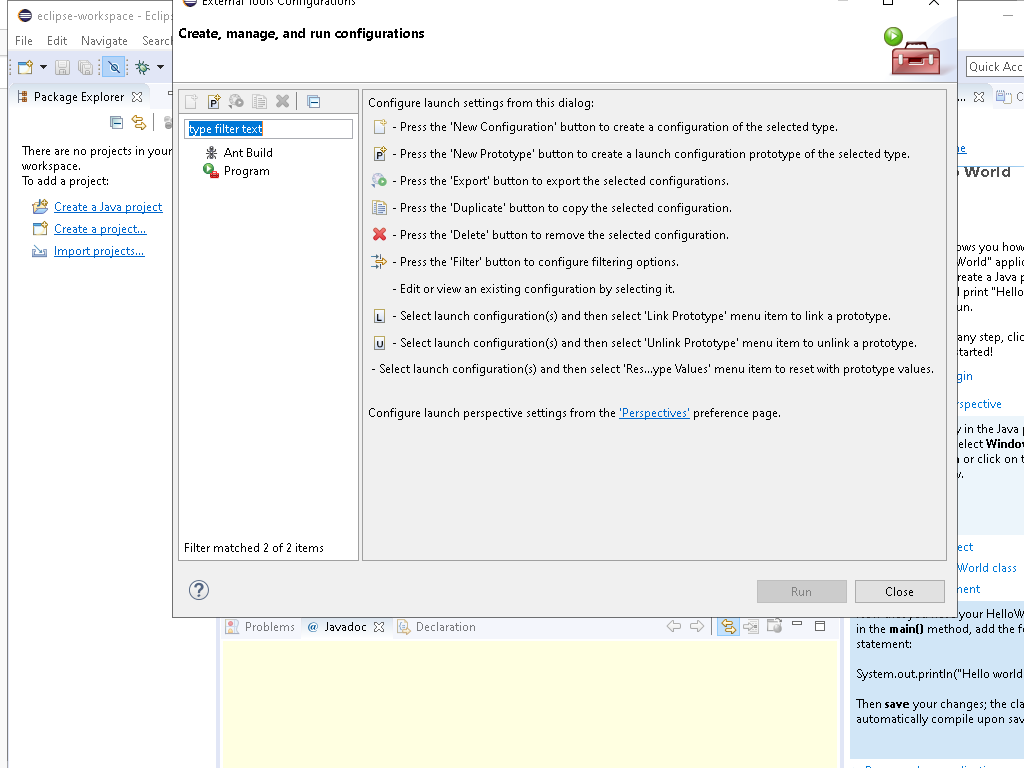 eclipse-workspace - Eclips
External Tools Configurations
File Edit Navigate Searc
Create, manage, and run configurations
Quick Acc
Package Explorer
There are no projects in your
workspace.
To add a project:
Create a Java project
Create a project...
Import projects...
type filter text
Ant Build
Program
Filter matched 2 of 2 items
Configure launch settings from this dialog:
- Press the 'New Configuration' button to create a configuration of the selected type.
- Press the 'New Prototype' button to create a launch configuration prototype of the selected type.
- Press the 'Export' button to export the selected configurations.
- Press the 'Duplicate' button to copy the selected configuration.
- Press the 'Delete' button to remove the selected configuration.
- Press the 'Filter' button to configure filtering options.
- Edit or view an existing configuration by selecting it.
L - Select launch configuration(s) and then select 'Link Prototype' menu item to link a prototype.
U - Select launch configuration(s) and then select 'Unlink Prototype' menu item to unlink a prototype.
- Select launch configuration(s) and then select 'Res...ype Values' menu item to reset with prototype values.
Configure launch perspective settings from the 'Perspectives' preference page.
Run Close
World
ows you how
World" applic
reate a Java p
print "Hello
un.
any step, clic
tarted!
gin
rspective
in the Java p
elect Windo
or click on t
ect
World class
ment
your HelloW
in the main() method, add the fo
statement:
System.out.println("Hello world
Then save your changes; the cla
automatically compile upon sav
Problems @ Javadoc Declaration